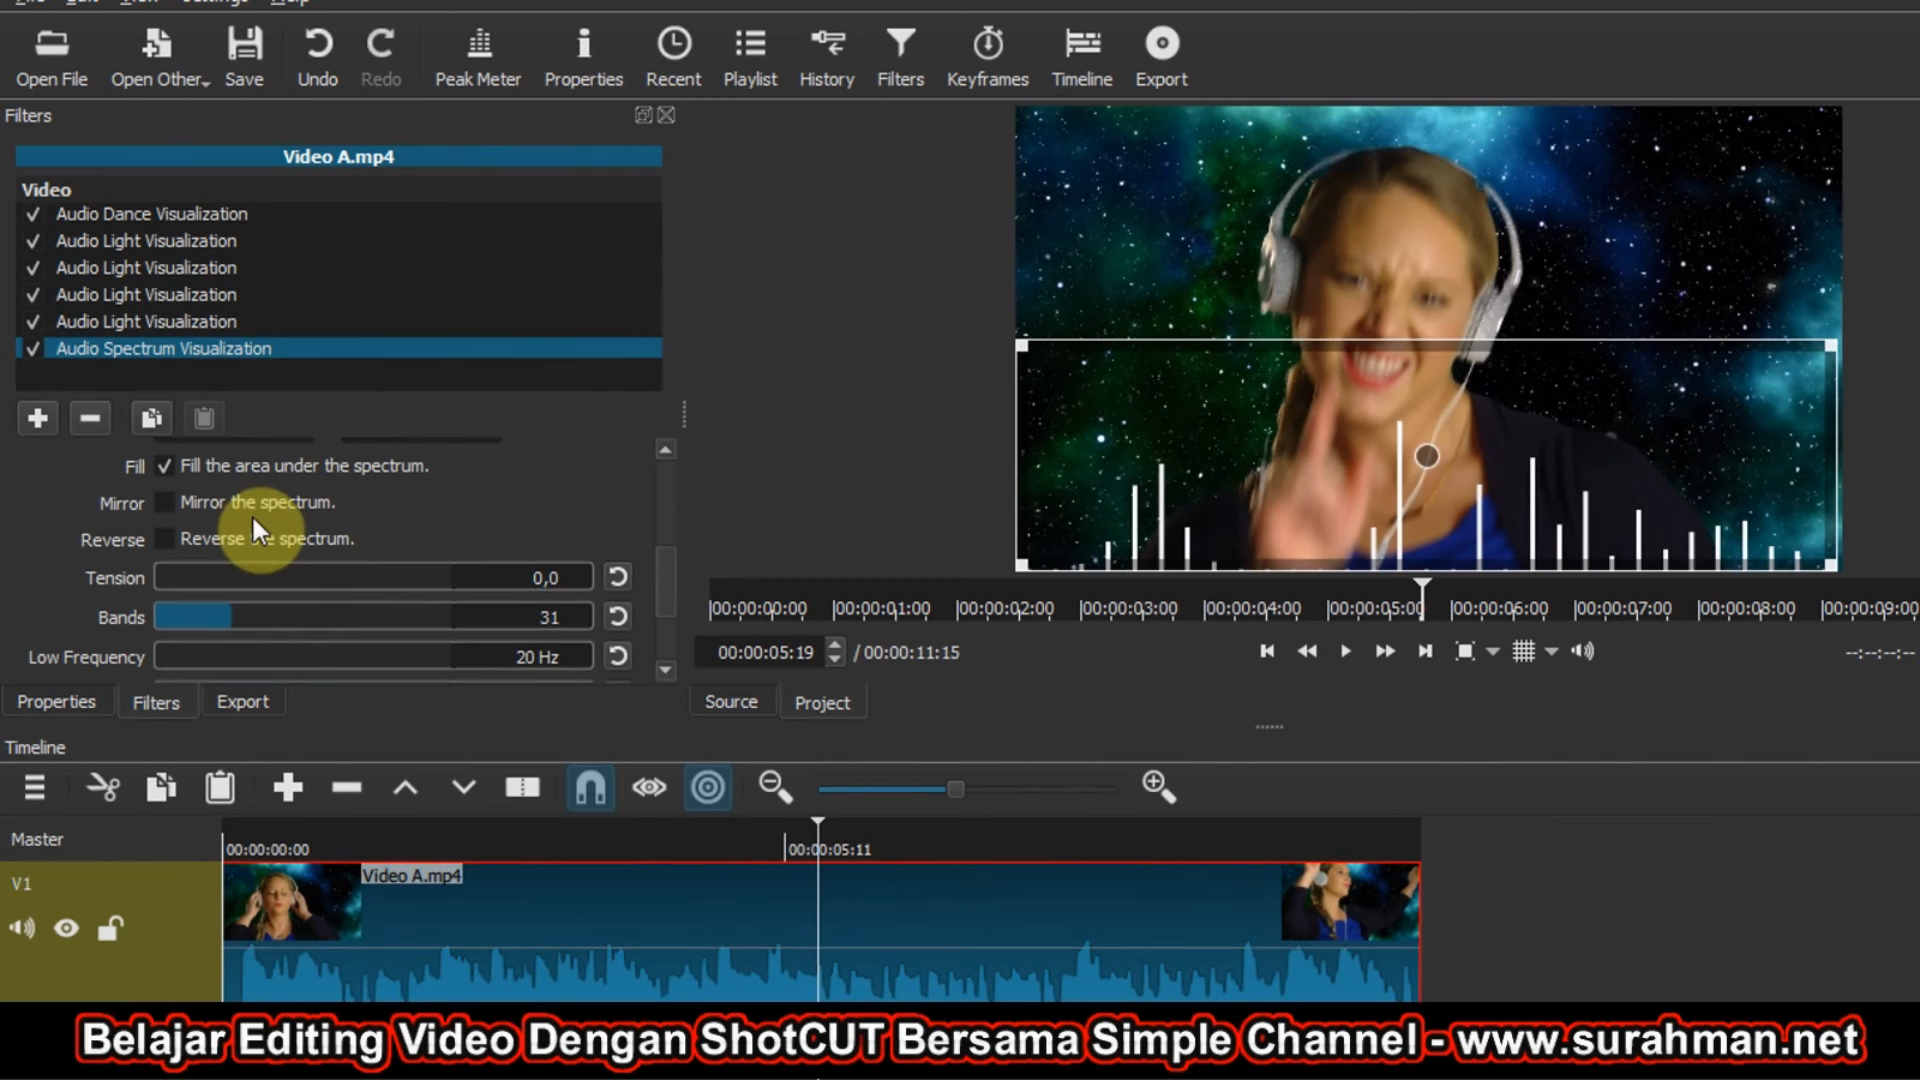 Open File Open Other Save Undo Redo Peak Meter Properties Recent Playlist History Filters Keyframes Timeline Export
Filters
Video A.mp4
Video
Audio Dance Visualization
Audio Light Visualization
Audio Light Visualization
Audio Light Visualization
Audio Light Visualization
Audio Spectrum Visualization
Fill Fill the area under the spectrum.
Mirror Mirror the spectrum.
Reverse Reverse the spectrum.
Tension 0,0
Bands 31
Low Frequency 20 Hz
00:00:00:00 00:00:01:00 00:00:02:00 00:00:03:00 00:00:04:00 00:00:05:00 00:00:06:00 00:00:07:00 00:00:08:00 00:00:09:00
00:00:05:19 / 00:00:11:15 --:--:--:--
Properties Filters Export
Source Project
Timeline
Master
00:00:00:00 00:00:05:11
V1
Video A.mp4
Belajar Editing Video Dengan ShotCUT Bersama Simple Channel - www.surahman.net